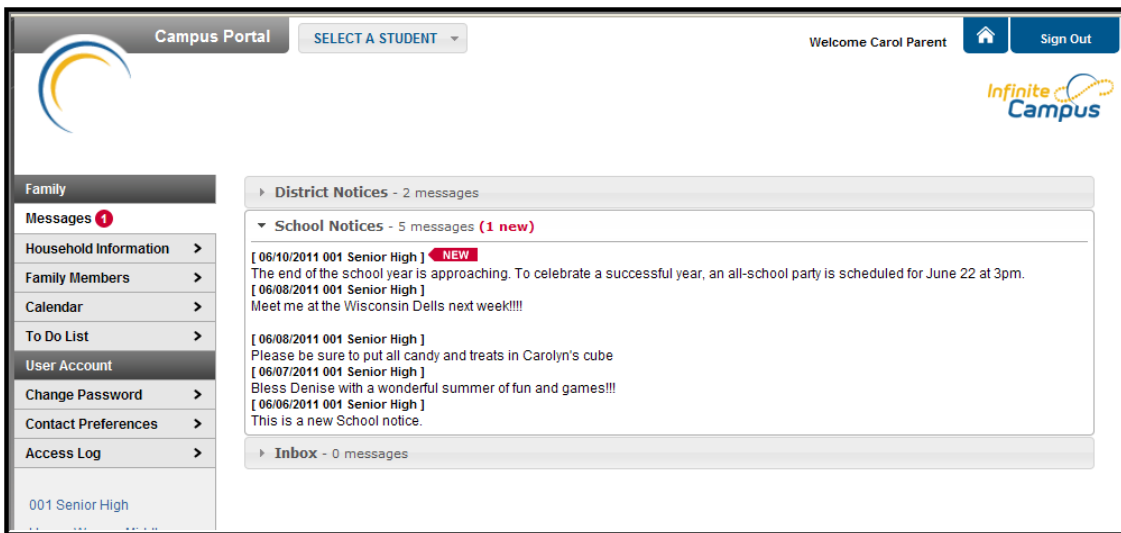 Campus Portal
SELECT A STUDENT
Welcome Carol Parent
Sign Out
Infinite
Campus
Family
Messages 1
Household Information
Family Members
Calendar
To Do List
User Account
Change Password
Contact Preferences
Access Log
001 Senior High
District Notices - 2 messages
School Notices - 5 messages (1 new)
[ 06/10/2011 001 Senior High ] NEW
The end of the school year is approaching. To celebrate a successful year, an all-school party is scheduled for June 22 at 3pm.
[ 06/08/2011 001 Senior High ]
Meet me at the Wisconsin Dells next week!!!!
[ 06/08/2011 001 Senior High ]
Please be sure to put all candy and treats in Carolyn's cube
[ 06/07/2011 001 Senior High ]
Bless Denise with a wonderful summer of fun and games!!!
[ 06/06/2011 001 Senior High ]
This is a new School notice.
Inbox - 0 messages